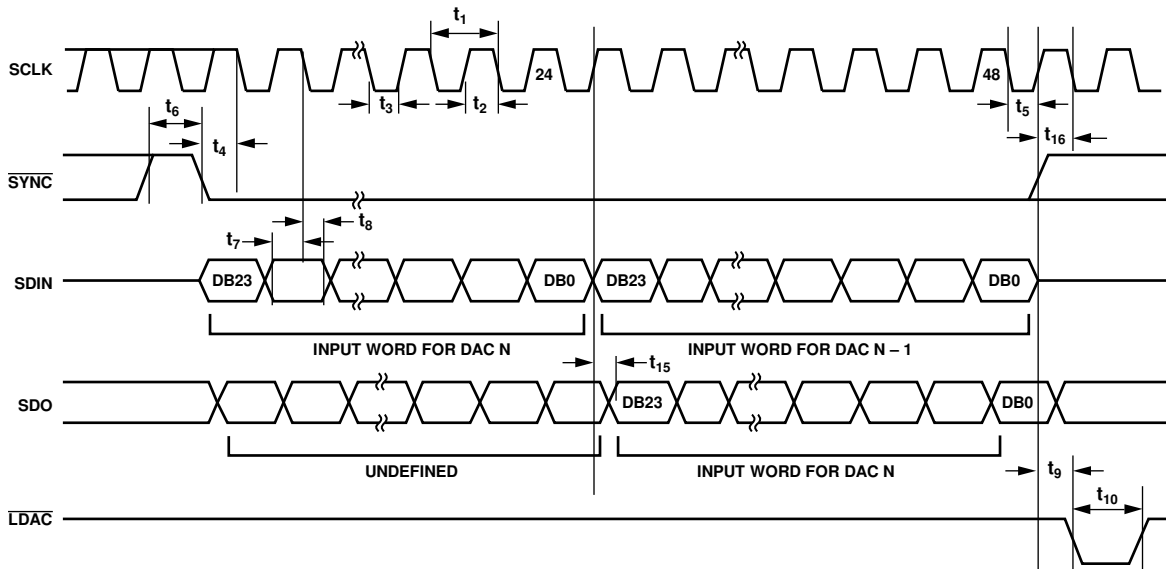 t1
SCLK
24
48
t3
t2
t5
t6
t4
t16
SYNC
t8
t7
SDIN
DB23
DB0
DB23
DB0
INPUT WORD FOR DAC N
INPUT WORD FOR DAC N – 1
t15
SDO
DB23
DB0
UNDEFINED
INPUT WORD FOR DAC N
t9
t10
LDAC